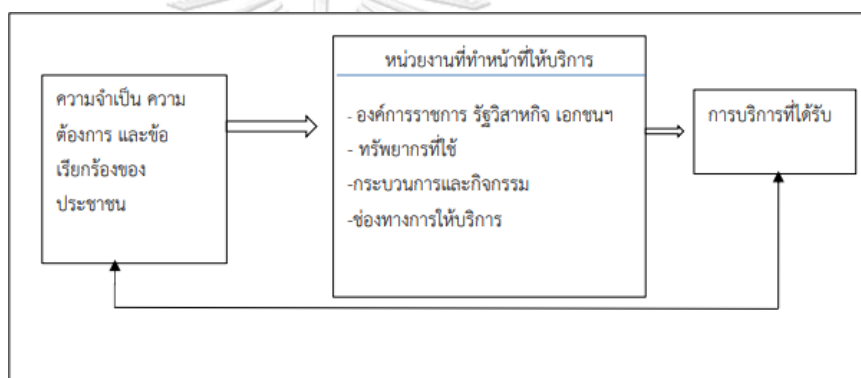 ความจำเป็น ความ
ต้องการ และข้อ
เรียกร้องของ
ประชาชน
หน่วยงานที่ทำหน้าที่ให้บริการ
- องค์การราชการ รัฐวิสาหกิจ เอกชนฯ
- ทรัพยากรที่ใช้
-กระบวนการและกิจกรรม
-ช่องทางการให้บริการ
การบริการที่ได้รับ